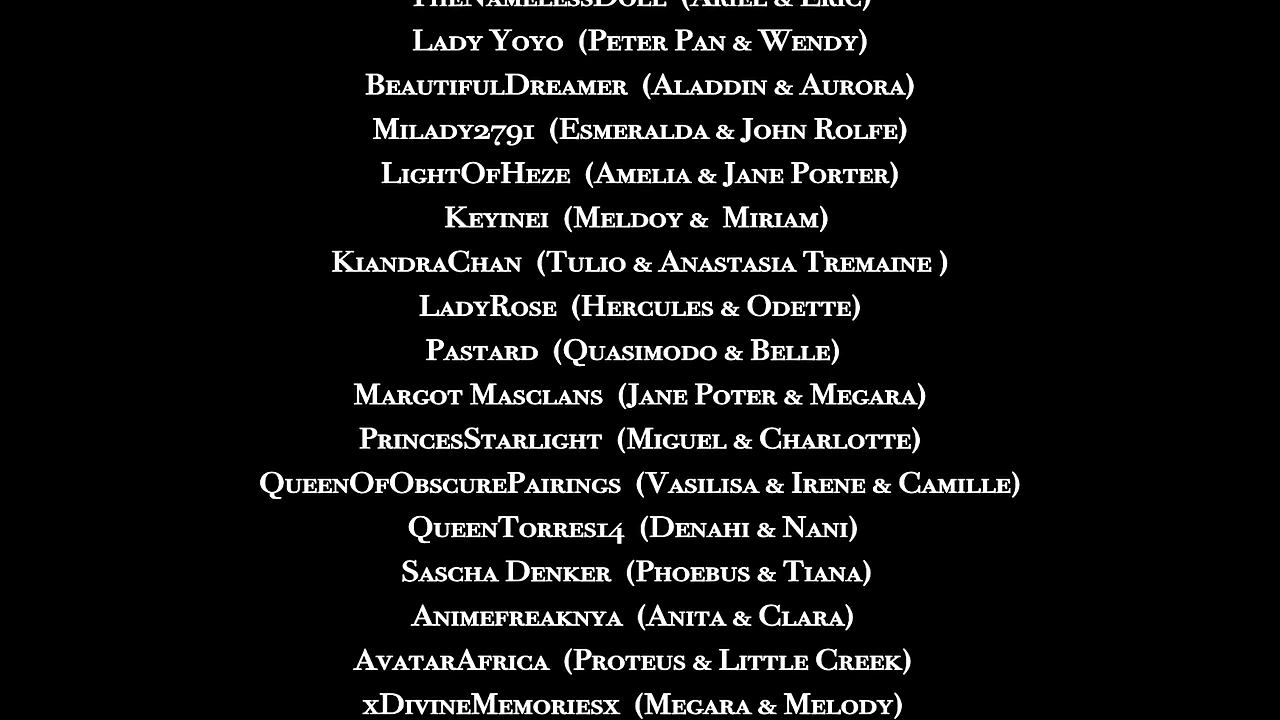 TheNamelessDoll (Ariel & Eric)
Lady Yoyo (Peter Pan & Wendy)
BeautifulDreamer (Aladdin & Aurora)
Milady2791 (Esmeralda & John Rolfe)
LightOfHeze (Amelia & Jane Porter)
Keyinei (Meldoy & Miriam)
KiandraChan (Tulio & Anastasia Tremaine )
LadyRose (Hercules & Odette)
Pastard (Quasimodo & Belle)
Margot Masclans (Jane Poter & Megara)
PrincesStarlight (Miguel & Charlotte)
QueenOfObscurePairings (Vasilisa & Irene & Camille)
QueenTorres14 (Denahi & Nani)
Sascha Denker (Phoebus & Tiana)
Animefreaknya (Anita & Clara)
AvatarAfrica (Proteus & Little Creek)
xDivineMemoriesx (Megara & Melody)